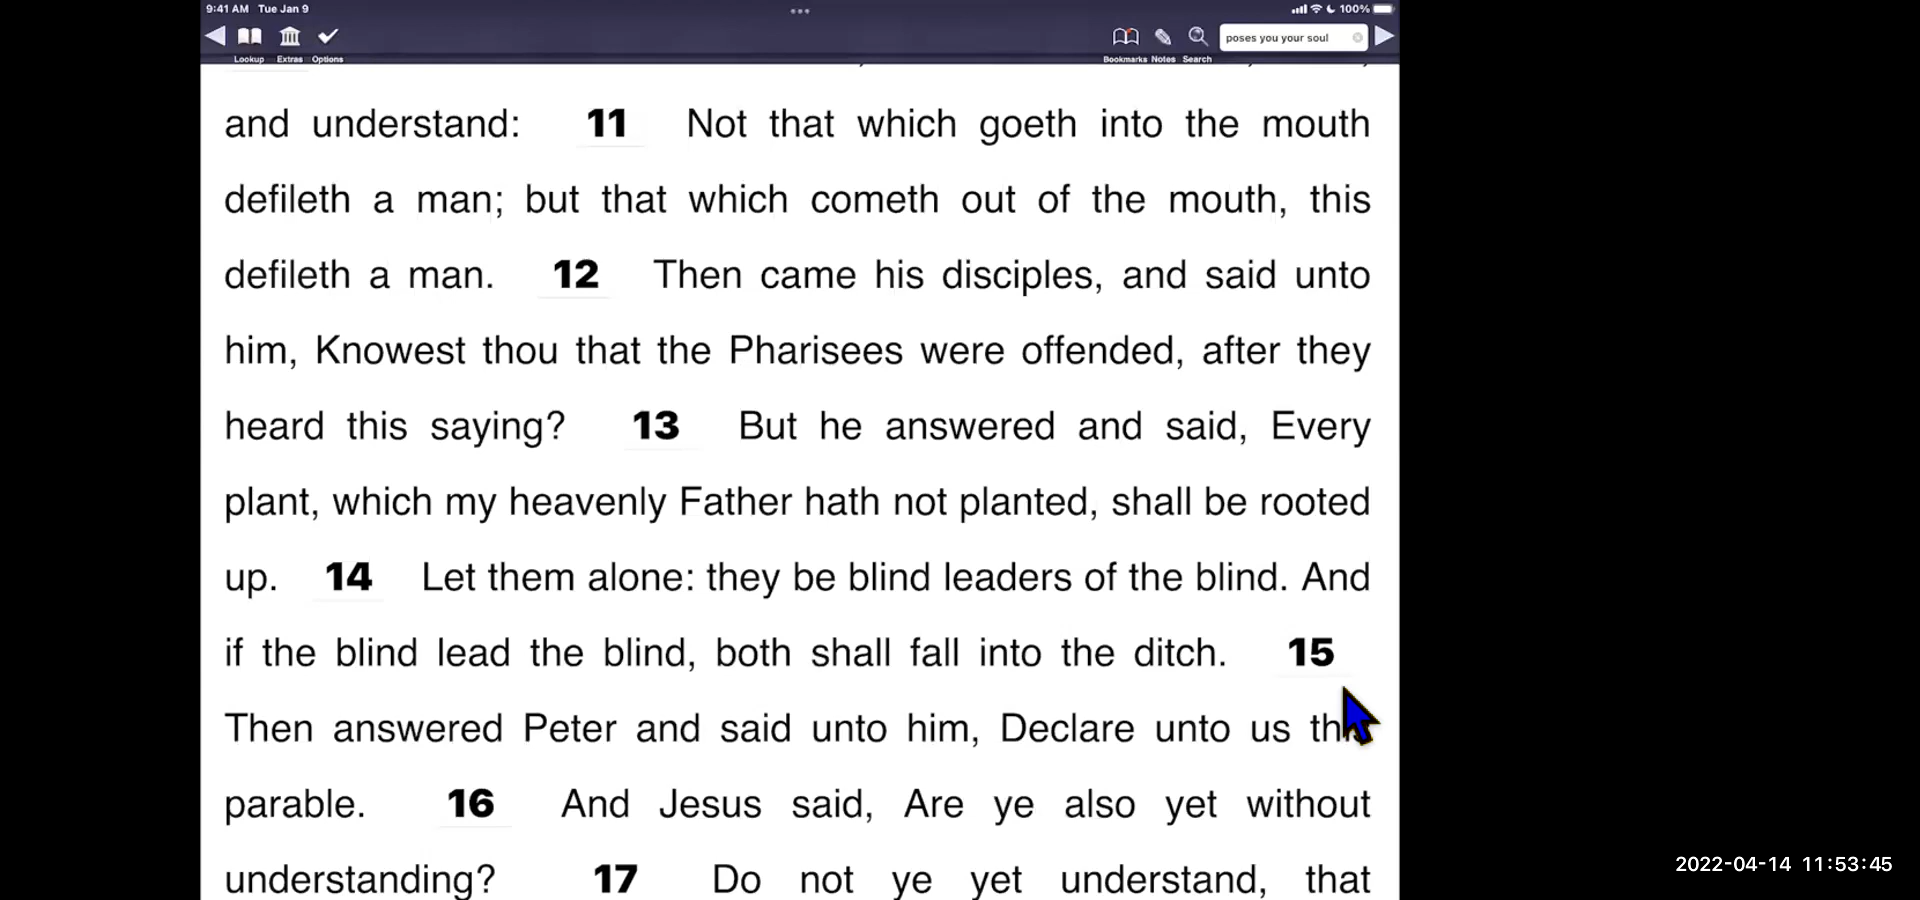 9:41 AM Tue Jan 9
100%
Lookup Extras Options
poses you your soul
Bookmarks Notes Search
and understand: 11 Not that which goeth into the mouth
defileth a man; but that which cometh out of the mouth, this
defileth a man. 12 Then came his disciples, and said unto
him, Knowest thou that the Pharisees were offended, after they
heard this saying? 13 But he answered and said, Every
plant, which my heavenly Father hath not planted, shall be rooted
up. 14 Let them alone: they be blind leaders of the blind. And
if the blind lead the blind, both shall fall into the ditch. 15
Then answered Peter and said unto him, Declare unto us
parable. 16 And Jesus said, Are ye also yet without
understanding? 17 Do not ye yet understand, that
2022-04-14 11:53:45